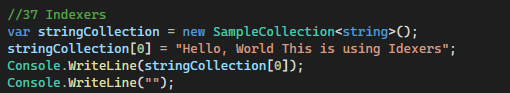 //37 Indexers
var stringCollection = new SampleCollection<string>();
stringCollection[0] = "Hello, World This is using Idexers";
Console.WriteLine(stringCollection[0]);
Console.WriteLine("");